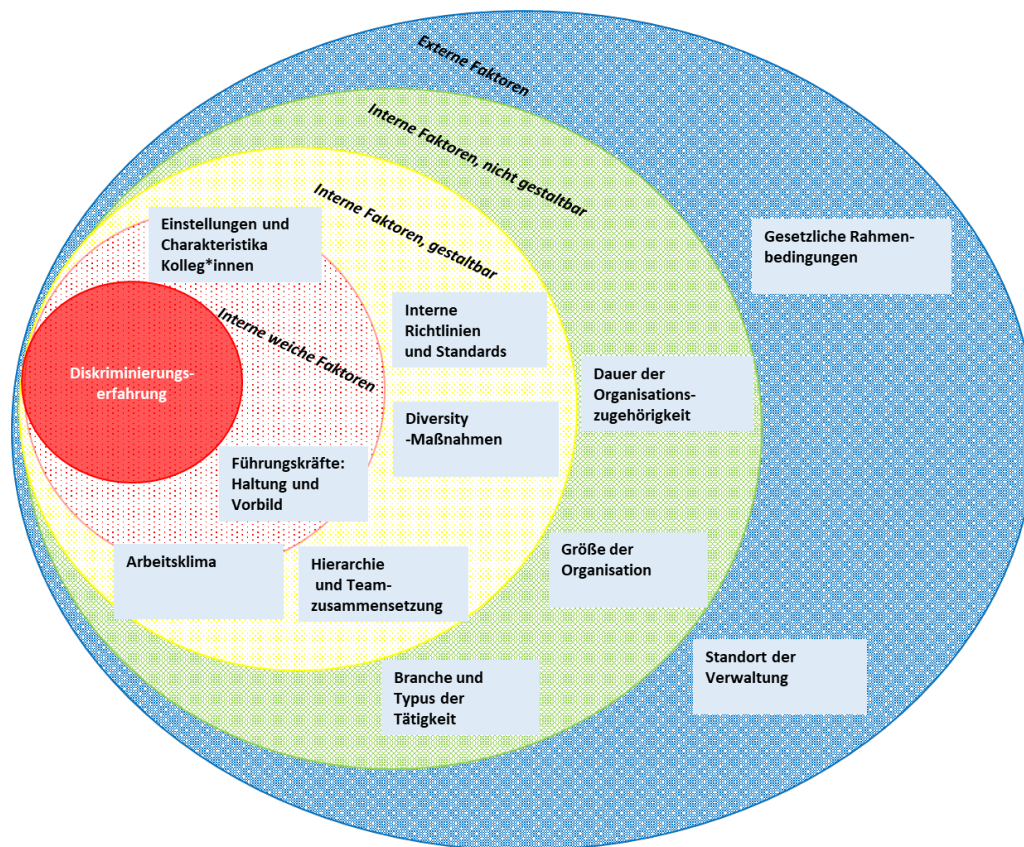 Externe Faktoren
Interne Faktoren, nicht gestaltbar
Interne Faktoren, gestaltbar
Interne weiche Faktoren
Einstellungen und
Charakteristika
Kolleg*innen
Gesetzliche Rahmen-
bedingungen
Interne
Richtlinien
und Standards
Diskriminierungs-
erfahrung
Dauer der
Organisations-
zugehörigkeit
Diversity
-Maßnahmen
Führungskräfte:
Haltung und
Vorbild
Arbeitsklima
Hierarchie
und Team-
zusammensetzung
Größe der
Organisation
Branche und
Typus der
Tätigkeit
Standort der
Verwaltung